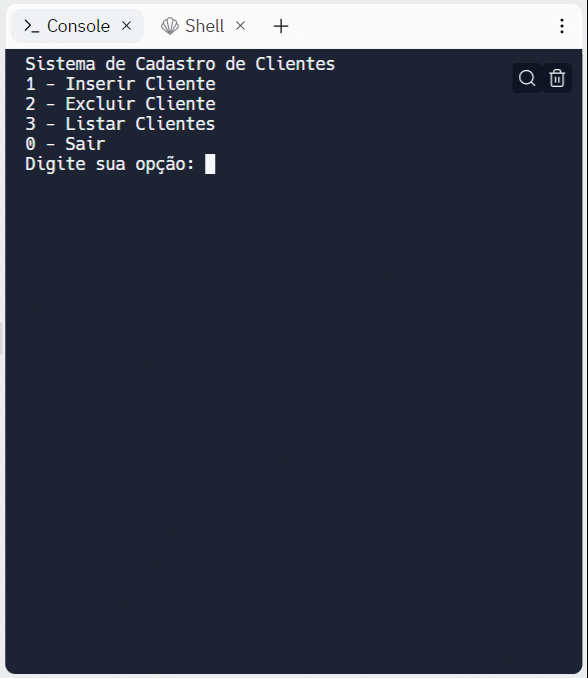 Console
Shell
Sistema de Cadastro de Clientes
1 - Inserir Cliente
2 - Excluir Cliente
3 - Listar Clientes
0 - Sair
Digite sua opção: